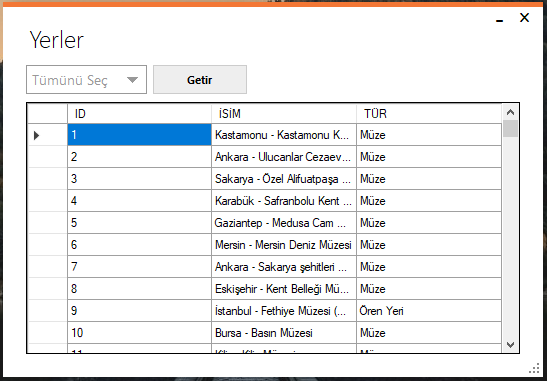 Yerler
Tümünü Seç Getir
ID İSİM TÜR
1 Kastamonu - Kastamonu K... Müze
2 Ankara - Ulucanlar Cezaev... Müze
3 Sakarya - Özel Alifuatpaşa ... Müze
4 Karabük - Safranbolu Kent ... Müze
5 Gaziantep - Medusa Cam ... Müze
6 Mersin - Mersin Deniz Müzesi Müze
7 Ankara - Sakarya şehitleri ... Müze
8 Eskişehir - Kent Belleği Mü... Müze
9 İstanbul - Fethiye Müzesi (... Ören Yeri
10 Bursa - Basın Müzesi Müze
11 Müze